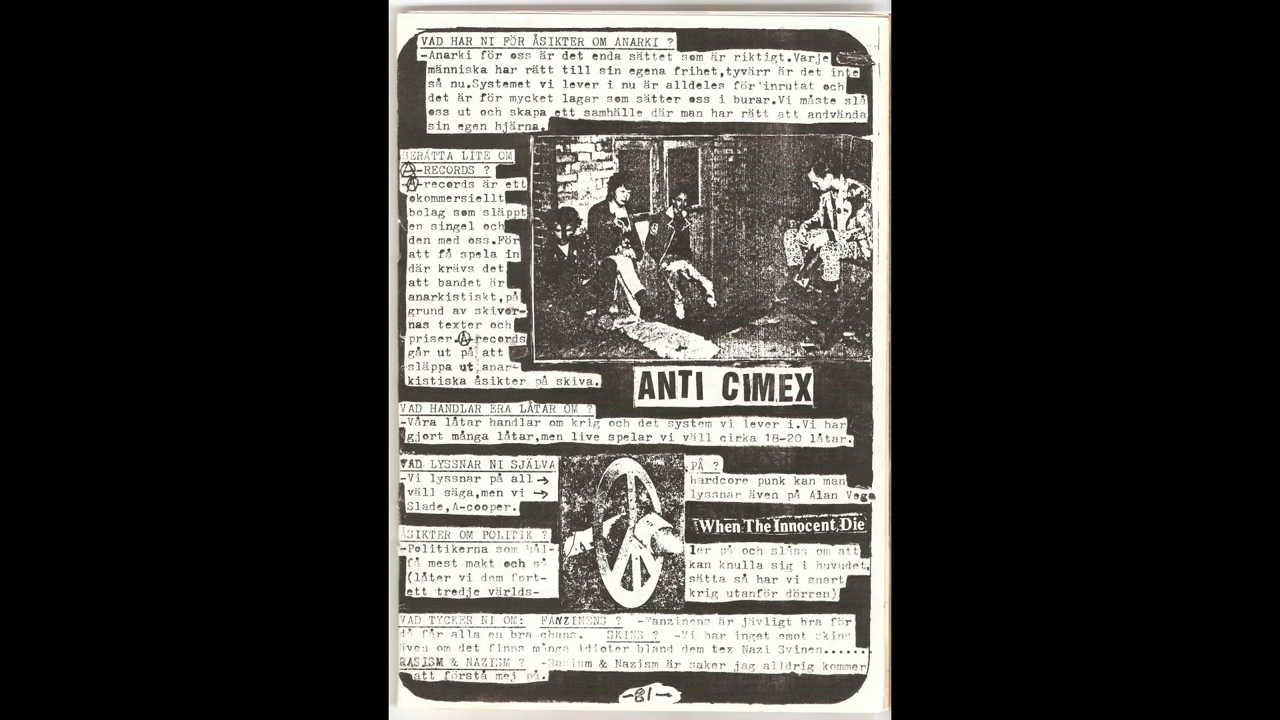 VAD HAR NI FÖR ÅSIKTER OM ANARKI ?
-Anarki för oss är det enda sättet som är riktigt.Varje
människa har rätt till sin egena frihet,tyvärr är det inte
så nu.Systemet vi lever i nu är alldeles för inrutat och
det är för mycket lagar som sätter oss i burar.Vi måste slå
oss ut och skapa ett samhälle där man har rätt att andvända
sin egen hjärna.
BERÄTTA LITE OM
Ⓐ-RECORDS ?
-Ⓐ-records är ett
okommersiellt
bolag som släppt
en singel och
den med oss.För
att få spela in
där krävs det
att bandet är
anarkistiskt,på
grund av skivor-
nas texter och
priser.Ⓐ-records
går ut på att
släppa ut anar-
kistiska åsikter på skiva.
ANTI CIMEX
VAD HANDLAR ERA LÅTAR OM ?
-Våra låtar handlar om krig och det system vi lever i.Vi har
gjort många låtar,men live spelar vi väll cirka 18-20 låtar.
VAD LYSSNAR NI SJÄLVA PÅ ?
-Vi lyssnar på all → hardcore punk kan man
väll säga,men vi → lyssnar även på Alan Vega
Slade,A-cooper.
When The Innocent Die
ÅSIKTER OM POLITIK ?
-Politikerna som hål- ler på och slåss om att
få mest makt och så kan knulla sig i huvudet.
(låter vi dem fort- sätta så har vi snart
ett tredje världs- krig utanför dörren)
VAD TYCKER NI OM: FANZINENS ? -Fanzinens är jävligt bra för
då får alla en bra chans. SKINS ? -Vi har inget emot skins
även om det finns många idioter bland dem tex Nazi Svinen.......
RASISM & NAZISM ? -Rasism & Nazism är saker jag alldrig kommer
att förstå mej på.
-81-